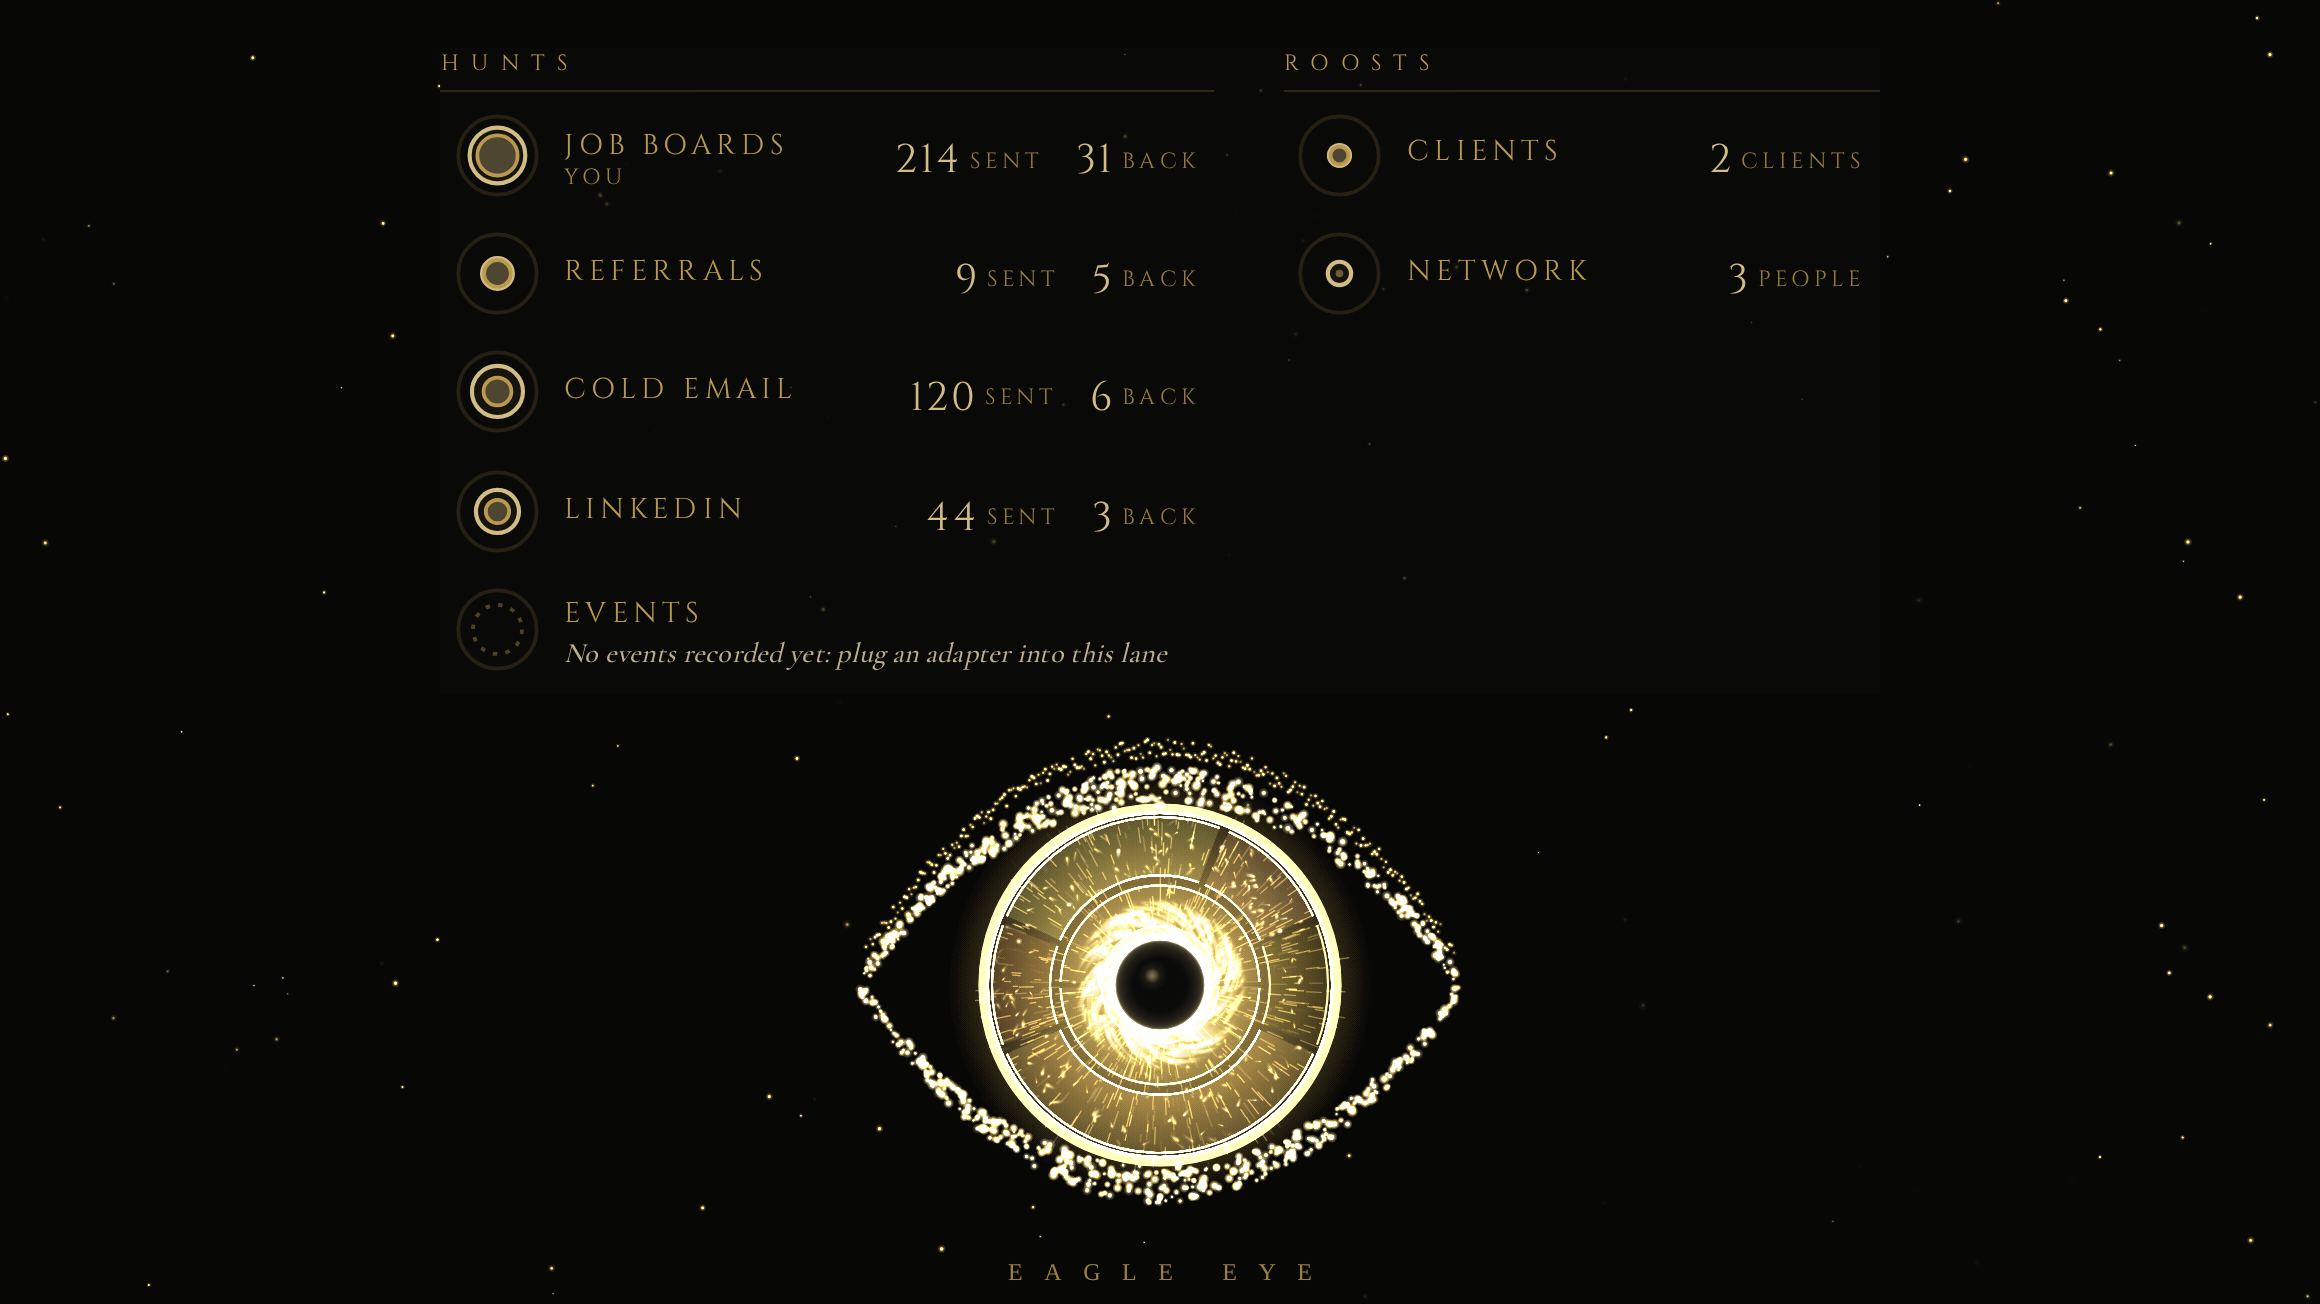 HUNTS
JOB BOARDS
YOU
214 SENT 31 BACK
REFERRALS
9 SENT 5 BACK
COLD EMAIL
120 SENT 6 BACK
LINKEDIN
44 SENT 3 BACK
EVENTS
No events recorded yet: plug an adapter into this lane
ROOSTS
CLIENTS
2 CLIENTS
NETWORK
3 PEOPLE
EAGLE EYE